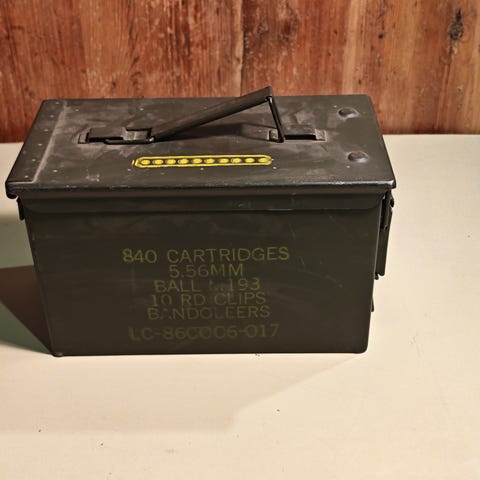 840 CARTRIDGES
5.56MM
BALL M193
10 RD CLIPS
BANDOLEERS
LC-86C006-017